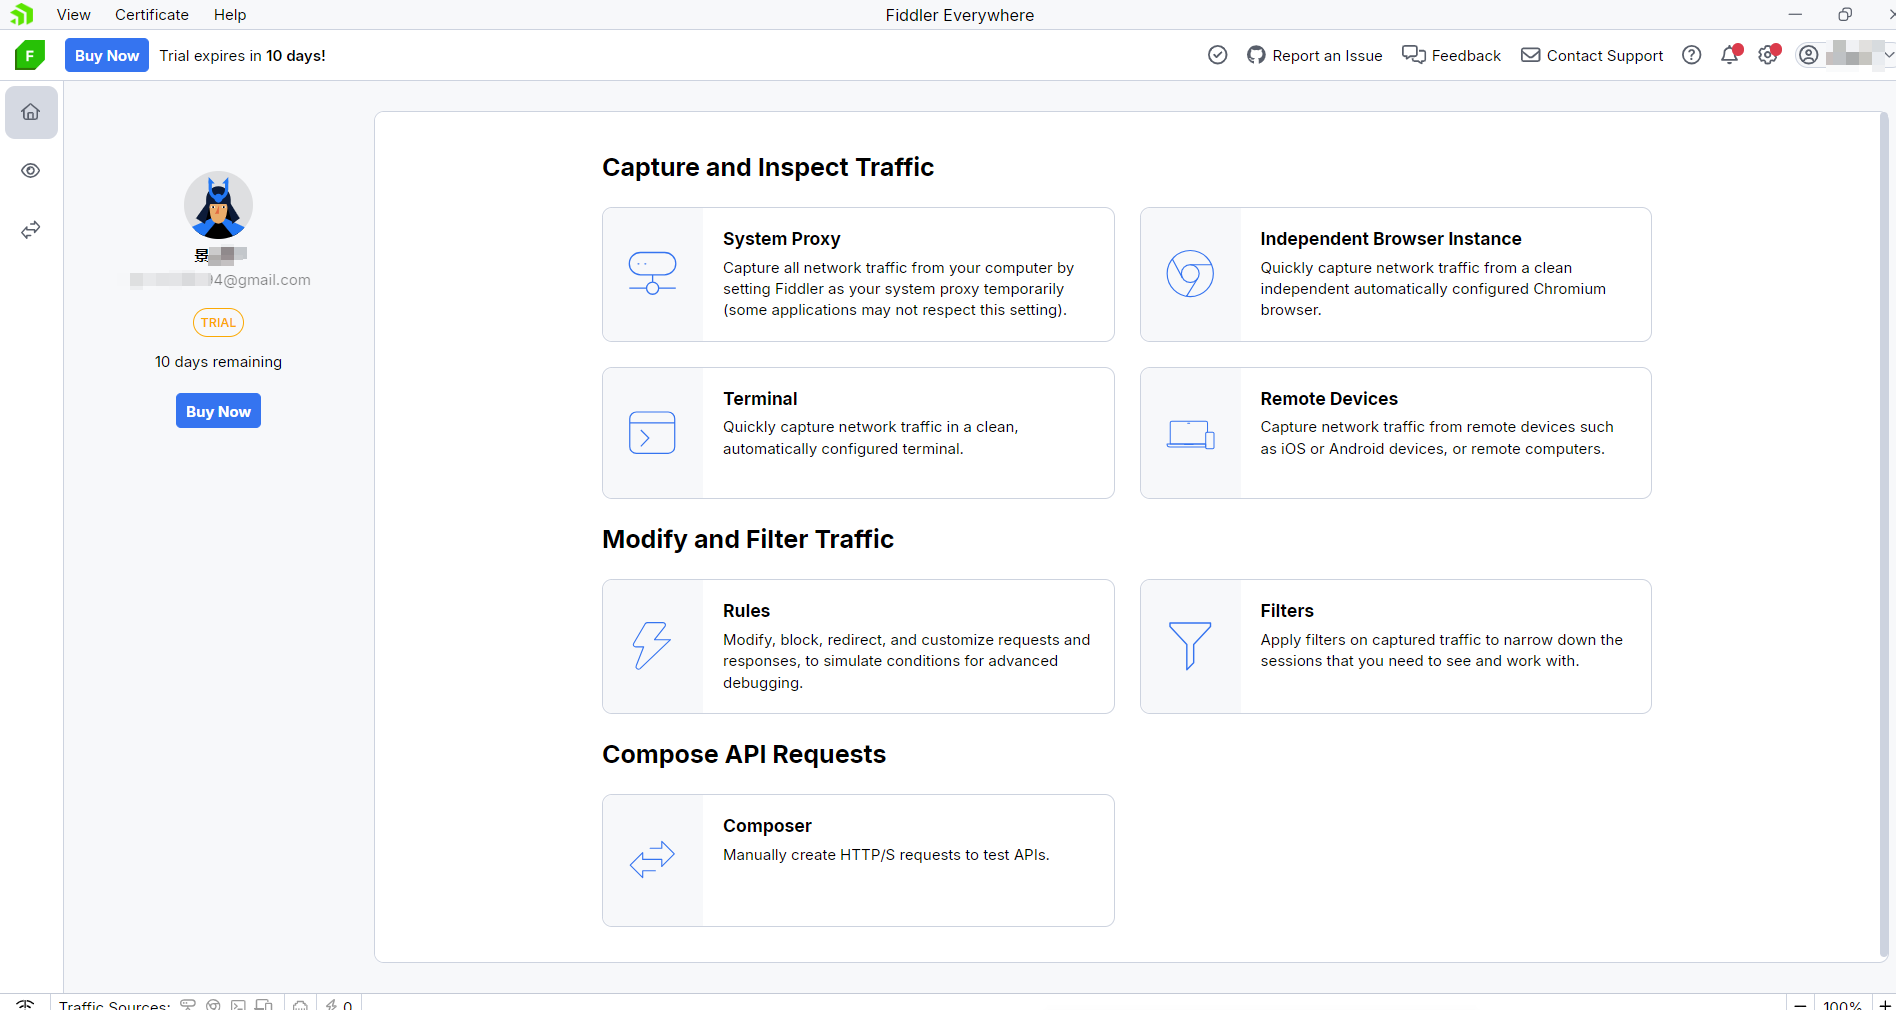 View Certificate Help Fiddler Everywhere
F Buy Now Trial expires in 10 days! Report an Issue Feedback Contact Support
景
94@gmail.com
TRIAL
10 days remaining
Buy Now
Capture and Inspect Traffic
System Proxy
Capture all network traffic from your computer by
setting Fiddler as your system proxy temporarily
(some applications may not respect this setting).
Independent Browser Instance
Quickly capture network traffic from a clean
independent automatically configured Chromium
browser.
Terminal
Quickly capture network traffic in a clean,
automatically configured terminal.
Remote Devices
Capture network traffic from remote devices such
as iOS or Android devices, or remote computers.
Modify and Filter Traffic
Rules
Modify, block, redirect, and customize requests and
responses, to simulate conditions for advanced
debugging.
Filters
Apply filters on captured traffic to narrow down the
sessions that you need to see and work with.
Compose API Requests
Composer
Manually create HTTP/S requests to test APIs.
Traffic Sources: 0 100%